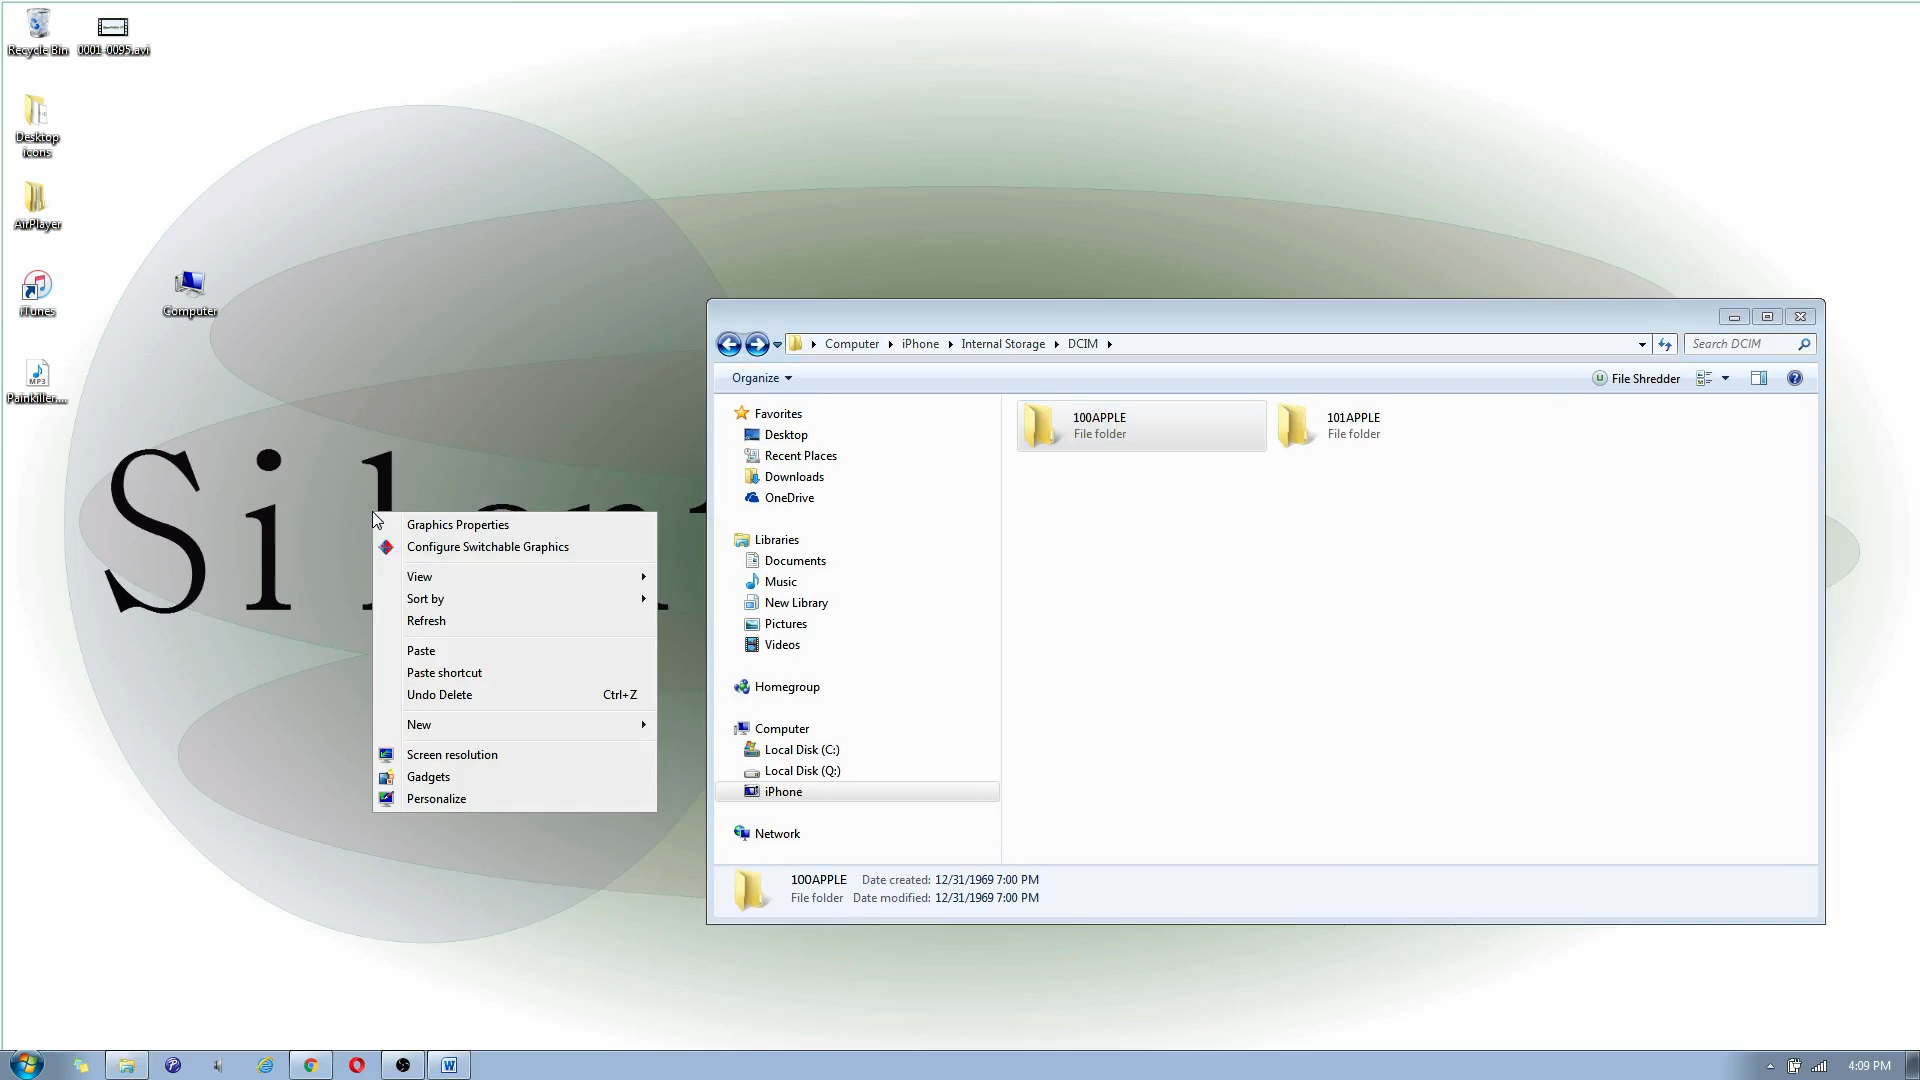 Recycle Bin
0001-0095.avi
Desktop
icons
AirPlayer
iTunes
Computer
MP3
Painkiller....
Graphics Properties
Configure Switchable Graphics
View
Sort by
Refresh
Paste
Paste shortcut
Undo Delete Ctrl+Z
New
Screen resolution
Gadgets
Personalize
Computer iPhone Internal Storage DCIM
Search DCIM
Organize
File Shredder
Favorites
Desktop
Recent Places
Downloads
OneDrive
Libraries
Documents
Music
New Library
Pictures
Videos
Homegroup
Computer
Local Disk (C:)
Local Disk (Q:)
iPhone
Network
100APPLE
File folder
101APPLE
File folder
100APPLE Date created: 12/31/1969 7:00 PM
File folder Date modified: 12/31/1969 7:00 PM
4:09 PM